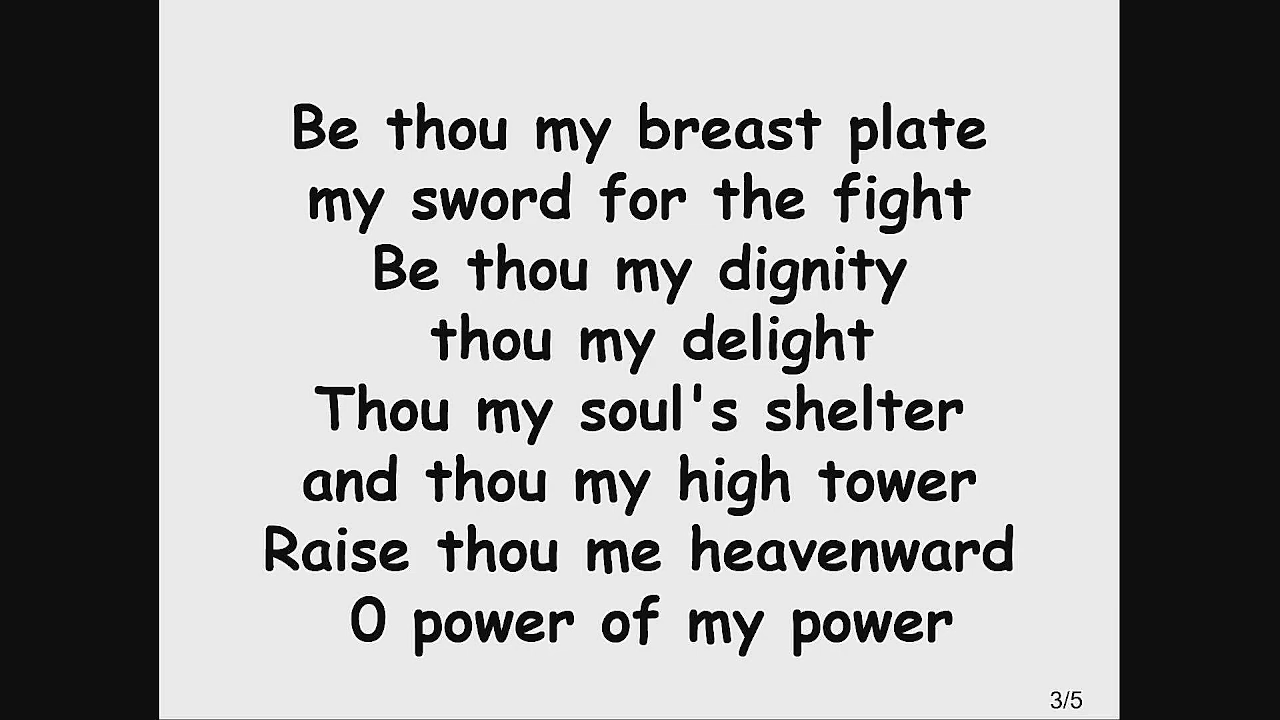 Be thou my breast plate
my sword for the fight
Be thou my dignity
thou my delight
Thou my soul's shelter
and thou my high tower
Raise thou me heavenward
O power of my power
3/5